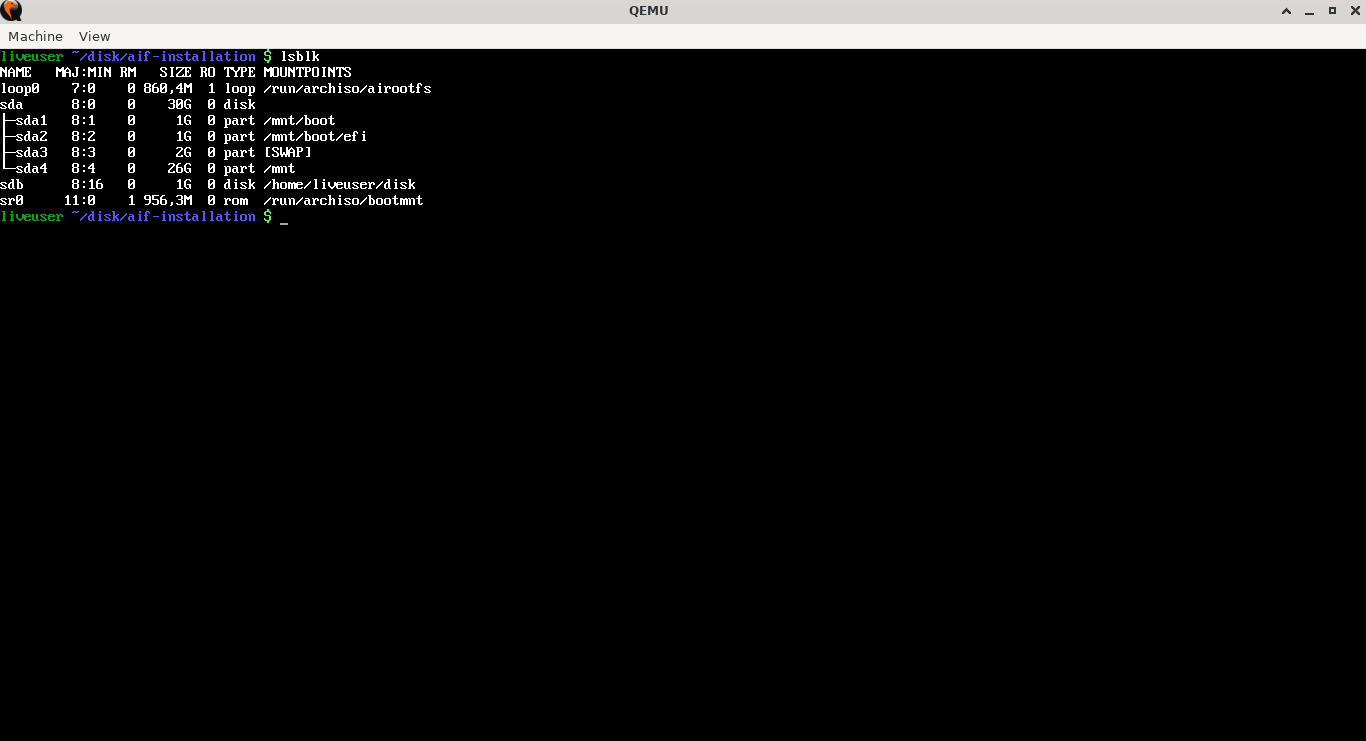 QEMU
Machine View
liveuser ~/disk/aif-installation $ lsblk
NAME   MAJ:MIN RM   SIZE RO TYPE MOUNTPOINTS
loop0    7:0    0 860,4M  1 loop /run/archiso/airootfs
sda      8:0    0    30G  0 disk
├─sda1   8:1    0     1G  0 part /mnt/boot
├─sda2   8:2    0     1G  0 part /mnt/boot/efi
├─sda3   8:3    0     2G  0 part [SWAP]
└─sda4   8:4    0    26G  0 part /mnt
sdb      8:16   0     1G  0 disk /home/liveuser/disk
sr0     11:0    1 956,3M  0 rom  /run/archiso/bootmnt
liveuser ~/disk/aif-installation $ _